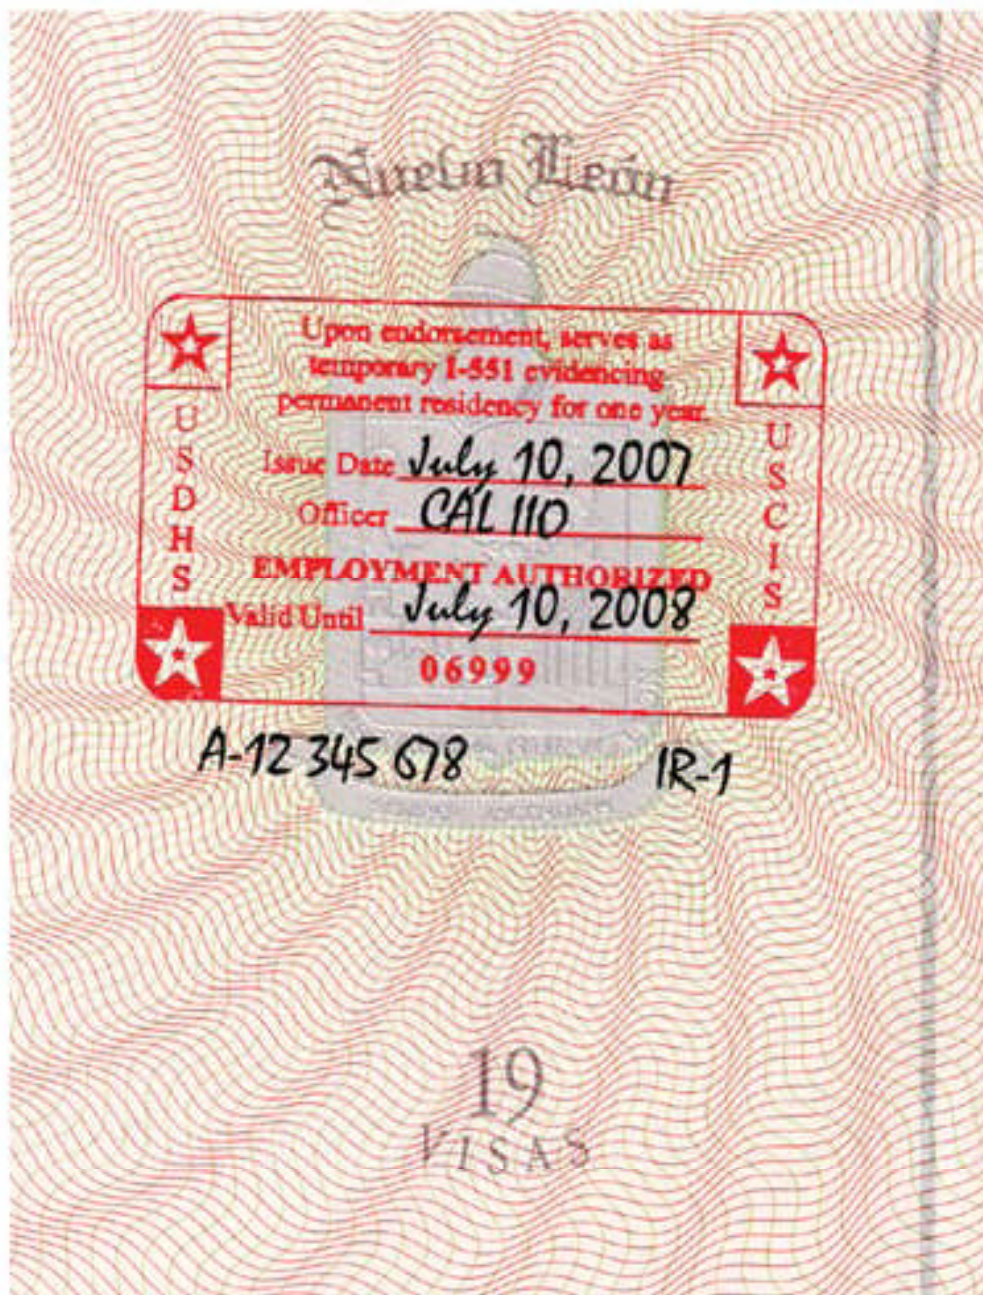 Nuevo León
Upon endorsement, serves as
temporary I-551 evidencing
permanent residency for one year.
USDHS
USCIS
Issue Date July 10, 2007
Officer CAL 110
EMPLOYMENT AUTHORIZED
Valid Until July 10, 2008
06999
A-12 345 678 IR-1
19
VISAS